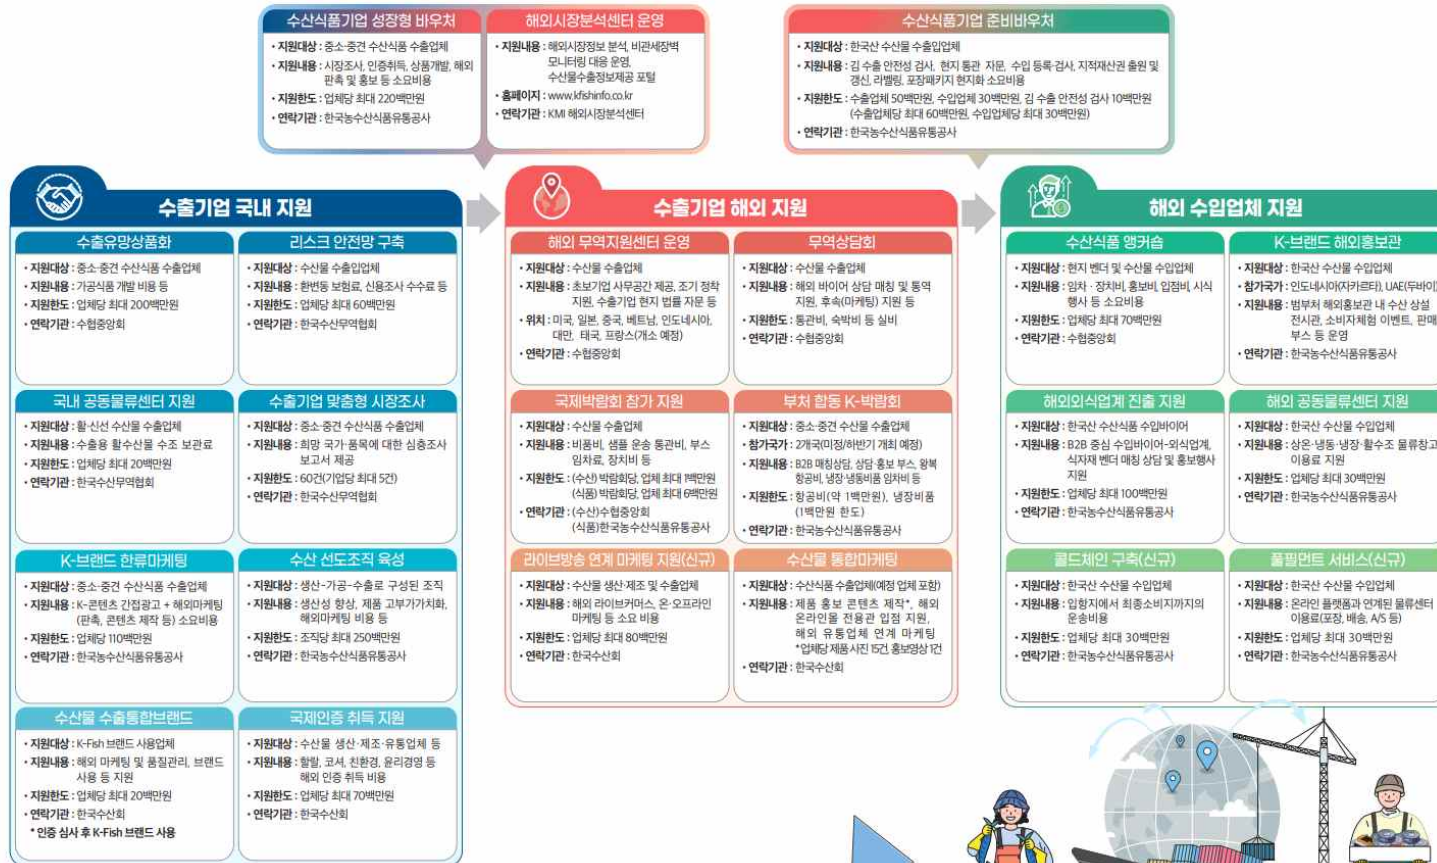 수산식품기업 성장형 바우처
• 지원대상 : 중소·중견 수산식품 수출업체
• 지원내용 : 시장조사, 인증취득, 상품개발, 해외
판촉 및 홍보 등 소요비용
• 지원한도 : 업체당 최대 220백만원
• 연락기관 : 한국농수산식품유통공사
해외시장분석센터 운영
• 지원내용 : 해외시장정보 분석, 비관세장벽
모니터링 대응 운영,
수산물수출정보제공 포털
• 홈페이지 : www.kfishinfo.co.kr
• 연락기관 : KMI 해외시장분석센터
수산식품기업 준비바우처
• 지원대상 : 한국산 수산물 수출입업체
• 지원내용 : 김 수출 안전성 검사, 현지 통관 자문, 수입 등록·검사, 지적재산권 출원 및
갱신, 라벨링, 포장패키지 현지화 소요비용
• 지원한도 : 수출업체 50백만원, 수입업체 30백만원, 김 수출 안전성 검사 10백만원
(수출업체당 최대 60백만원, 수입업체당 최대 30백만원)
• 연락기관 : 한국농수산식품유통공사
수출기업 국내 지원
수출유망상품화
• 지원대상 : 중소·중견 수산식품 수출업체
• 지원내용 : 가공식품 개발 비용 등
• 지원한도 : 업체당 최대 200백만원
• 연락기관 : 수협중앙회
리스크 안전망 구축
• 지원대상 : 수산물 수출입업체
• 지원내용 : 환변동 보험료, 신용조사 수수료 등
• 지원한도 : 업체당 최대 60백만원
• 연락기관 : 한국수산무역협회
국내 공동물류센터 지원
• 지원대상 : 활·신선 수산물 수출업체
• 지원내용 : 수출용 활수산물 수조 보관료
• 지원한도 : 업체당 최대 20백만원
• 연락기관 : 한국수산무역협회
수출기업 맞춤형 시장조사
• 지원대상 : 중소·중견 수산식품 수출업체
• 지원내용 : 희망 국가·품목에 대한 심층조사
보고서 제공
• 지원한도 : 60건(기업당 최대 5건)
• 연락기관 : 한국수산무역협회
K-브랜드 한류마케팅
• 지원대상 : 중소·중견 수산식품 수출업체
• 지원내용 : K-콘텐츠 간접광고 + 해외마케팅
(판촉, 콘텐츠 제작 등) 소요비용
• 지원한도 : 업체당 110백만원
• 연락기관 : 한국농수산식품유통공사
수산 선도조직 육성
• 지원대상 : 생산-가공-수출로 구성된 조직
• 지원내용 : 생산성 향상, 제품 고부가가치화,
해외마케팅 비용 등
• 지원한도 : 조직당 최대 250백만원
• 연락기관 : 한국농수산식품유통공사
수산물 수출통합브랜드
• 지원대상 : K-Fish 브랜드 사용업체
• 지원내용 : 해외 마케팅 및 품질관리, 브랜드
사용 등 지원
• 지원한도 : 업체당 최대 20백만원
• 연락기관 : 한국수산회
* 인증 심사 후 K-Fish 브랜드 사용
국제인증 취득 지원
• 지원대상 : 수산물 생산·제조·유통업체 등
• 지원내용 : 할랄, 코셔, 친환경, 윤리경영 등
해외 인증 취득 비용
• 지원한도 : 업체당 최대 70백만원
• 연락기관 : 한국수산회
수출기업 해외 지원
해외 무역지원센터 운영
• 지원대상 : 수산물 수출업체
• 지원내용 : 초보기업 사무공간 제공, 조기 정착
지원, 수출기업 현지 법률 자문 등
• 위치 : 미국, 일본, 중국, 베트남, 인도네시아,
대만, 태국, 프랑스(개소 예정)
• 연락기관 : 수협중앙회
무역상담회
• 지원대상 : 수산물 수출업체
• 지원내용 : 해외 바이어 상담 매칭 및 통역
지원, 후속(마케팅) 지원 등
• 지원한도 : 통관비, 숙박비 등 실비
• 연락기관 : 수협중앙회
국제박람회 참가 지원
• 지원대상 : 수산물 수출업체
• 지원내용 : 비품비, 샘플 운송 통관비, 부스
임차료, 장치비 등
• 지원한도 : (수산) 박람회당, 업체 최대 1백만원
(식품) 박람회당, 업체 최대 6백만원
• 연락기관 : (수산)수협중앙회
(식품)한국농수산식품유통공사
부처 합동 K-박람회
• 지원대상 : 중소·중견 수산물 수출업체
• 참가국가 : 2개국(미정/하반기 개최 예정)
• 지원내용 : B2B 매칭상담, 상담·홍보 부스, 왕복
항공비, 냉장·냉동비품 임차비 등
• 지원한도 : 항공비(약 1백만원), 냉장비품
(1백만원 한도)
• 연락기관 : 한국농수산식품유통공사
라이브방송 연계 마케팅 지원(신규)
• 지원대상 : 수산물 생산·제조 및 수출업체
• 지원내용 : 해외 라이브커머스, 온·오프라인
마케팅 등 소요 비용
• 지원한도 : 업체당 최대 80백만원
• 연락기관 : 한국수산회
수산물 통합마케팅
• 지원대상 : 수산식품 수출업체(예정 업체 포함)
• 지원내용 : 제품 홍보 콘텐츠 제작*, 해외
온라인몰 전용관 입점 지원,
해외 유통업체 연계 마케팅
*업체당 제품사진 15건, 홍보영상 1건
• 연락기관 : 한국수산회
해외 수입업체 지원
수산식품 앵커숍
• 지원대상 : 현지 벤더 및 수산물 수입업체
• 지원내용 : 임차·장치비, 홍보비, 입점비, 시식
행사 등 소요비용
• 지원한도 : 업체당 최대 70백만원
• 연락기관 : 수협중앙회
K-브랜드 해외홍보관
• 지원대상 : 한국산 수산물 수입업체
• 참가국가 : 인도네시아(자카르타), UAE(두바이)
• 지원내용 : 범부처 해외홍보관 내 수산 상설
전시관, 소비자체험 이벤트, 판매
부스 등 운영
• 연락기관 : 한국농수산식품유통공사
해외외식업계 진출 지원
• 지원대상 : 한국산 수산식품 수입바이어
• 지원내용 : B2B 중심 수입바이어-외식업계,
식자재 벤더 매칭 상담 및 홍보행사
지원
• 지원한도 : 업체당 최대 100백만원
• 연락기관 : 한국농수산식품유통공사
해외 공동물류센터 지원
• 지원대상 : 한국산 수산물 수입업체
• 지원내용 : 상온·냉동·냉장·활수조 물류창고
이용료 지원
• 지원한도 : 업체당 최대 30백만원
• 연락기관 : 한국농수산식품유통공사
콜드체인 구축(신규)
• 지원대상 : 한국산 수산물 수입업체
• 지원내용 : 입항지에서 최종소비지까지의
운송비용
• 지원한도 : 업체당 최대 30백만원
• 연락기관 : 한국농수산식품유통공사
풀필먼트 서비스(신규)
• 지원대상 : 한국산 수산물 수입업체
• 지원내용 : 온라인 플랫폼과 연계된 물류센터
이용료(포장, 배송, A/S 등)
• 지원한도 : 업체당 최대 30백만원
• 연락기관 : 한국농수산식품유통공사